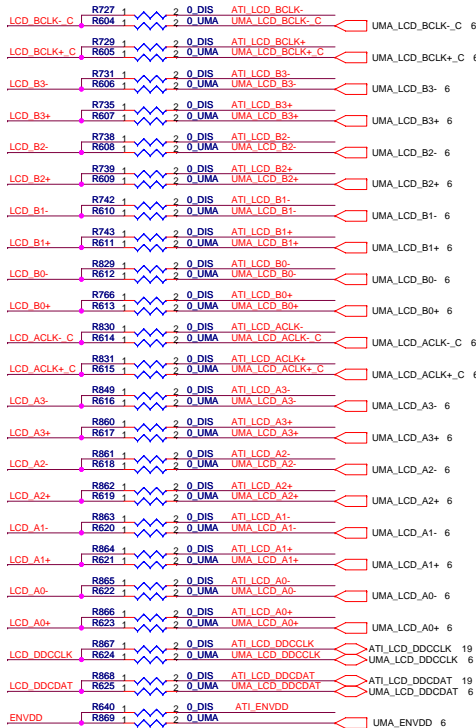 R727 1 2 0_DIS ATI_LCD_BCLK-
LCD_BCLK-_C R604 1 2 0_UMA UMA_LCD_BCLK-_C UMA_LCD_BCLK-_C 6
R729 1 2 0_DIS ATI_LCD_BCLK+
LCD_BCLK+_C R605 1 2 0_UMA UMA_LCD_BCLK+_C UMA_LCD_BCLK+_C 6
R731 1 2 0_DIS ATI_LCD_B3-
LCD_B3- R606 1 2 0_UMA UMA_LCD_B3- UMA_LCD_B3- 6
R735 1 2 0_DIS ATI_LCD_B3+
LCD_B3+ R607 1 2 0_UMA UMA_LCD_B3+ UMA_LCD_B3+ 6
R738 1 2 0_DIS ATI_LCD_B2-
LCD_B2- R608 1 2 0_UMA UMA_LCD_B2- UMA_LCD_B2- 6
R739 1 2 0_DIS ATI_LCD_B2+
LCD_B2+ R609 1 2 0_UMA UMA_LCD_B2+ UMA_LCD_B2+ 6
R742 1 2 0_DIS ATI_LCD_B1-
LCD_B1- R610 1 2 0_UMA UMA_LCD_B1- UMA_LCD_B1- 6
R743 1 2 0_DIS ATI_LCD_B1+
LCD_B1+ R611 1 2 0_UMA UMA_LCD_B1+ UMA_LCD_B1+ 6
R829 1 2 0_DIS ATI_LCD_B0-
LCD_B0- R612 1 2 0_UMA UMA_LCD_B0- UMA_LCD_B0- 6
R766 1 2 0_DIS ATI_LCD_B0+
LCD_B0+ R613 1 2 0_UMA UMA_LCD_B0+ UMA_LCD_B0+ 6
R830 1 2 0_DIS ATI_LCD_ACLK-
LCD_ACLK-_C R614 1 2 0_UMA UMA_LCD_ACLK-_C UMA_LCD_ACLK-_C 6
R831 1 2 0_DIS ATI_LCD_ACLK+
LCD_ACLK+_C R615 1 2 0_UMA UMA_LCD_ACLK+_C UMA_LCD_ACLK+_C 6
R849 1 2 0_DIS ATI_LCD_A3-
LCD_A3- R616 1 2 0_UMA UMA_LCD_A3- UMA_LCD_A3- 6
R860 1 2 0_DIS ATI_LCD_A3+
LCD_A3+ R617 1 2 0_UMA UMA_LCD_A3+ UMA_LCD_A3+ 6
R861 1 2 0_DIS ATI_LCD_A2-
LCD_A2- R618 1 2 0_UMA UMA_LCD_A2- UMA_LCD_A2- 6
R862 1 2 0_DIS ATI_LCD_A2+
LCD_A2+ R619 1 2 0_UMA UMA_LCD_A2+ UMA_LCD_A2+ 6
R863 1 2 0_DIS ATI_LCD_A1-
LCD_A1- R620 1 2 0_UMA UMA_LCD_A1- UMA_LCD_A1- 6
R864 1 2 0_DIS ATI_LCD_A1+
LCD_A1+ R621 1 2 0_UMA UMA_LCD_A1+ UMA_LCD_A1+ 6
R865 1 2 0_DIS ATI_LCD_A0-
LCD_A0- R622 1 2 0_UMA UMA_LCD_A0- UMA_LCD_A0- 6
R866 1 2 0_DIS ATI_LCD_A0+
LCD_A0+ R623 1 2 0_UMA UMA_LCD_A0+ UMA_LCD_A0+ 6
R867 1 2 0_DIS ATI_LCD_DDCCLK ATI_LCD_DDCCLK 19
LCD_DDCCLK R624 1 2 0_UMA UMA_LCD_DDCCLK UMA_LCD_DDCCLK 6
R868 1 2 0_DIS ATI_LCD_DDCDAT ATI_LCD_DDCDAT 19
LCD_DDCDAT R625 1 2 0_UMA UMA_LCD_DDCDAT UMA_LCD_DDCDAT 6
R640 1 2 0_DIS ATI_ENVDD
ENVDD R869 1 2 0_UMA UMA_ENVDD 6